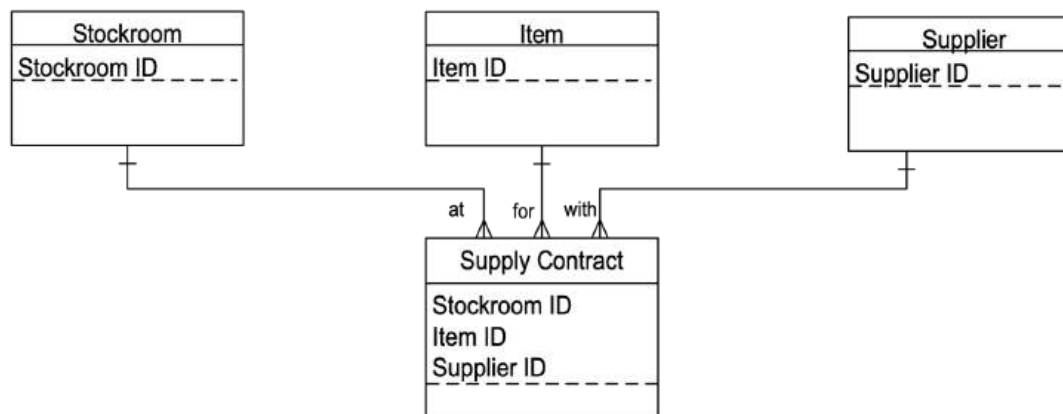 Stockroom
Stockroom ID
Item
Item ID
Supplier
Supplier ID
at
for
with
Supply Contract
Stockroom ID
Item ID
Supplier ID